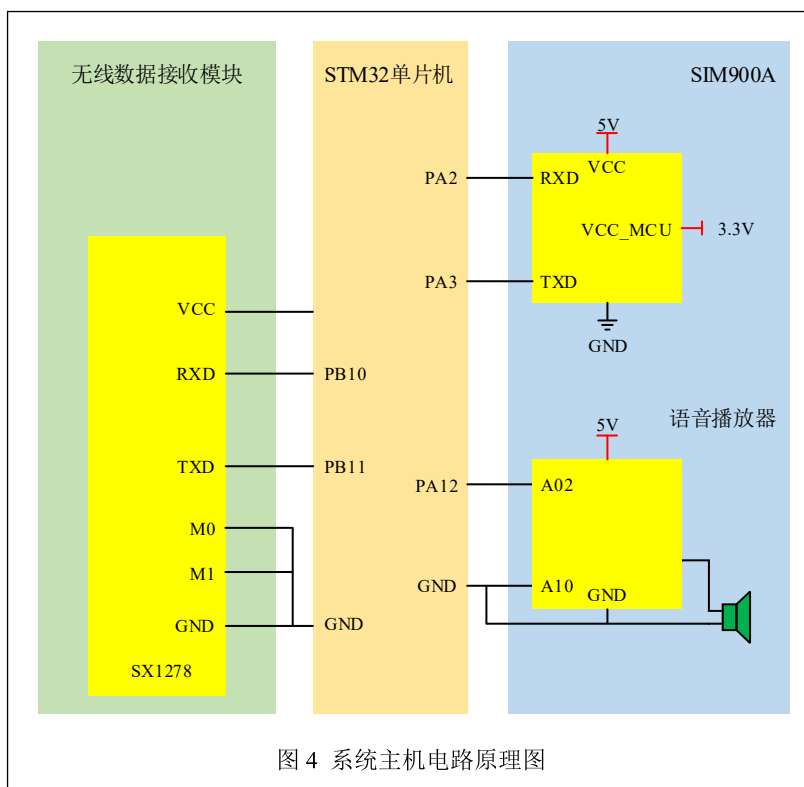 无线数据接收模块
STM32单片机
SIM900A
5V
VCC
PA2
RXD
VCC_MCU
3.3V
PA3
TXD
GND
VCC
RXD
PB10
TXD
PB11
M0
M1
GND
GND
SX1278
语音播放器
5V
PA12
A02
GND
A10
GND
图 4 系统主机电路原理图